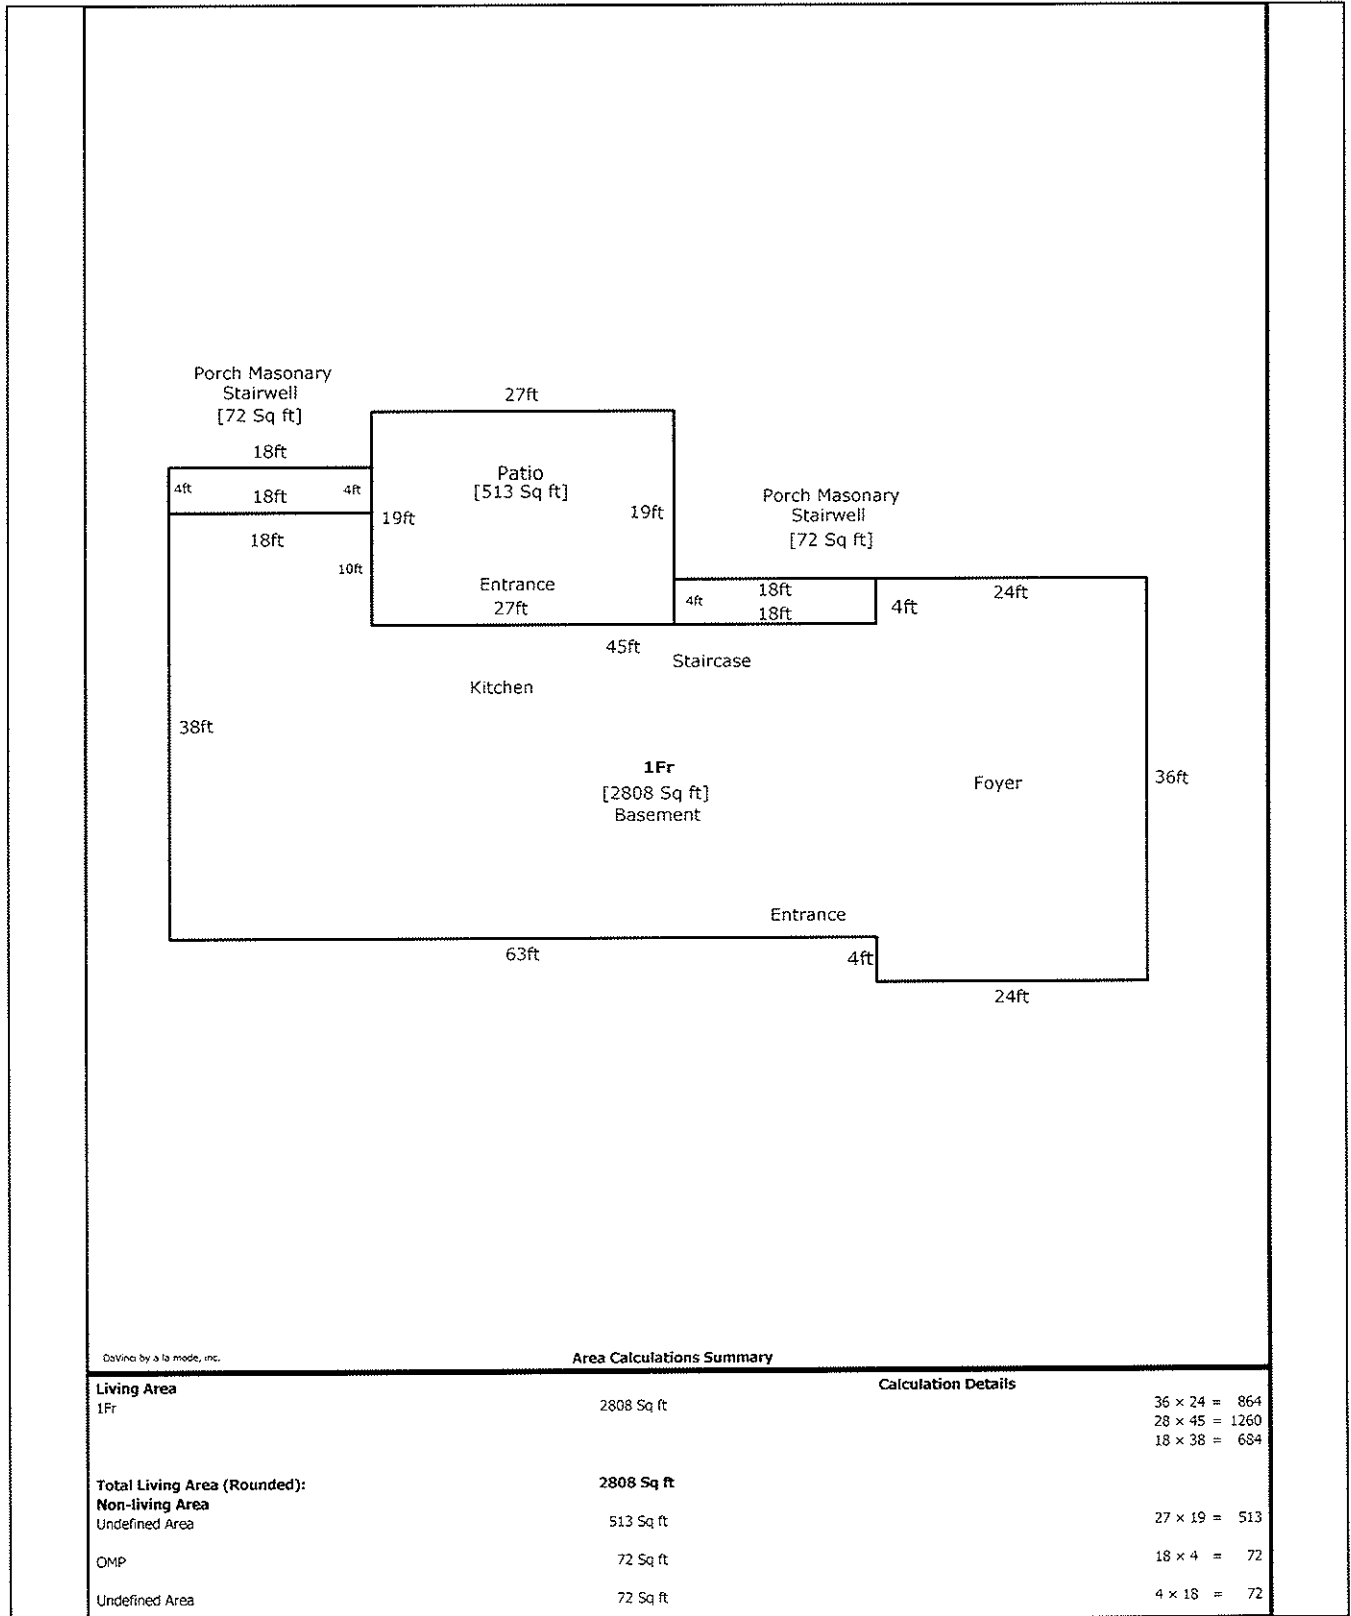 Porch Masonary
Stairwell
[72 Sq ft]
27ft
18ft
4ft
18ft
4ft
Patio
[513 Sq ft]
19ft
19ft
Porch Masonary
Stairwell
[72 Sq ft]
18ft
10ft
Entrance
27ft
4ft
18ft
18ft
4ft
24ft
45ft
Staircase
Kitchen
38ft
1Fr
[2808 Sq ft]
Basement
Foyer
36ft
Entrance
63ft
4ft
24ft
DaVinci by a la mode, inc.
Area Calculations Summary
Living Area
Calculation Details
1Fr
2808 Sq ft
36 × 24 = 864
28 × 45 = 1260
18 × 38 = 684
Total Living Area (Rounded):
2808 Sq ft
Non-living Area
Undefined Area
513 Sq ft
27 × 19 = 513
OMP
72 Sq ft
18 × 4 = 72
Undefined Area
72 Sq ft
4 × 18 = 72